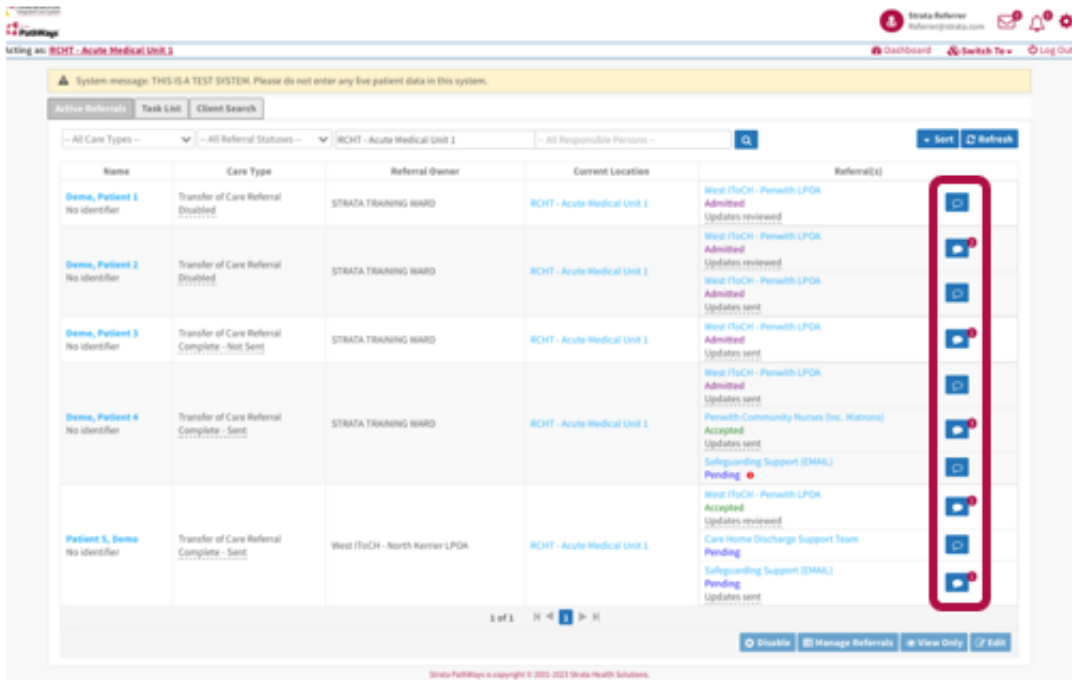 PathWays
Strata Referrer
Referrer@strata.com
Acting as: RCHT - Acute Medical Unit 1
Dashboard Switch To Log Out
System message: THIS IS A TEST SYSTEM. Please do not enter any live patient data in this system.
Active Referrals Task List Client Search
-- All Care Types -- -- All Referral Statuses -- RCHT - Acute Medical Unit 1 -- All Responsible Persons --
Sort Refresh
Name Care Type Referral Owner Current Location Referral(s)
Demo, Patient 1
No identifier
Transfer of Care Referral
Disabled
STRATA TRAINING WARD
RCHT - Acute Medical Unit 1
West IToCH - Penwith LPOA
Admitted
Updates reviewed
Demo, Patient 2
No identifier
Transfer of Care Referral
Disabled
STRATA TRAINING WARD
RCHT - Acute Medical Unit 1
West IToCH - Penwith LPOA
Admitted
Updates reviewed
West IToCH - Penwith LPOA
Admitted
Updates sent
Demo, Patient 3
No identifier
Transfer of Care Referral
Complete - Not Sent
STRATA TRAINING WARD
RCHT - Acute Medical Unit 1
West IToCH - Penwith LPOA
Admitted
Updates sent
Demo, Patient 4
No identifier
Transfer of Care Referral
Complete - Sent
STRATA TRAINING WARD
RCHT - Acute Medical Unit 1
West IToCH - Penwith LPOA
Admitted
Updates sent
Penwith Community Nurses (Inc. Matrons)
Accepted
Updates sent
Safeguarding Support (EMAIL)
Pending
Patient 5, Demo
No identifier
Transfer of Care Referral
Complete - Sent
West IToCH - North Kerrier LPOA
RCHT - Acute Medical Unit 1
West IToCH - Penwith LPOA
Accepted
Updates reviewed
Care Home Discharge Support Team
Pending
Safeguarding Support (EMAIL)
Pending
Updates sent
1 of 1 1
Disable Manage Referrals View Only Edit
Strata PathWays is copyright © 2001-2023 Strata Health Solutions.